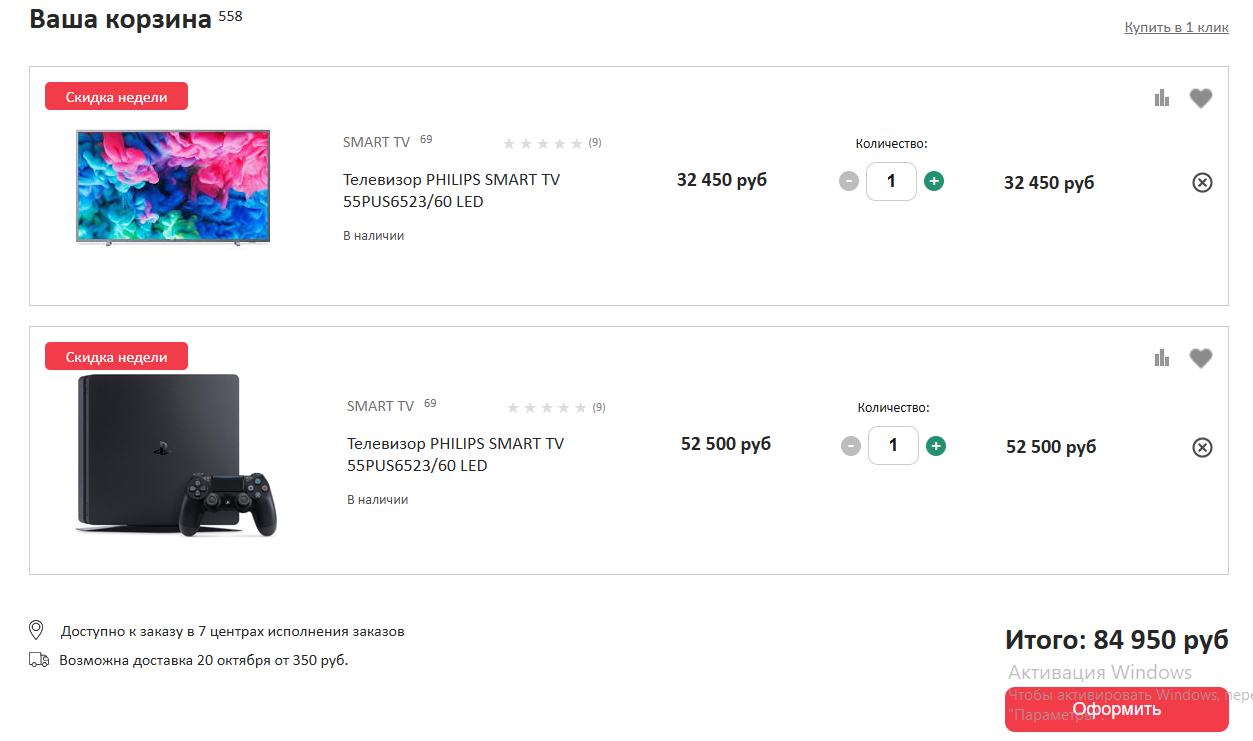 Ваша корзина 558
Купить в 1 клик
Скидка недели
SMART TV 69 (9)
Количество:
Телевизор PHILIPS SMART TV
55PUS6523/60 LED
32 450 руб
- 1 +
32 450 руб
В наличии
Скидка недели
SMART TV 69 (9)
Количество:
Телевизор PHILIPS SMART TV
55PUS6523/60 LED
52 500 руб
- 1 +
52 500 руб
В наличии
Доступно к заказу в 7 центрах исполнения заказов
Возможна доставка 20 октября от 350 руб.
Итого: 84 950 руб
Активация Windows
Чтобы активировать Windows, пере
"Параметры".
Оформить